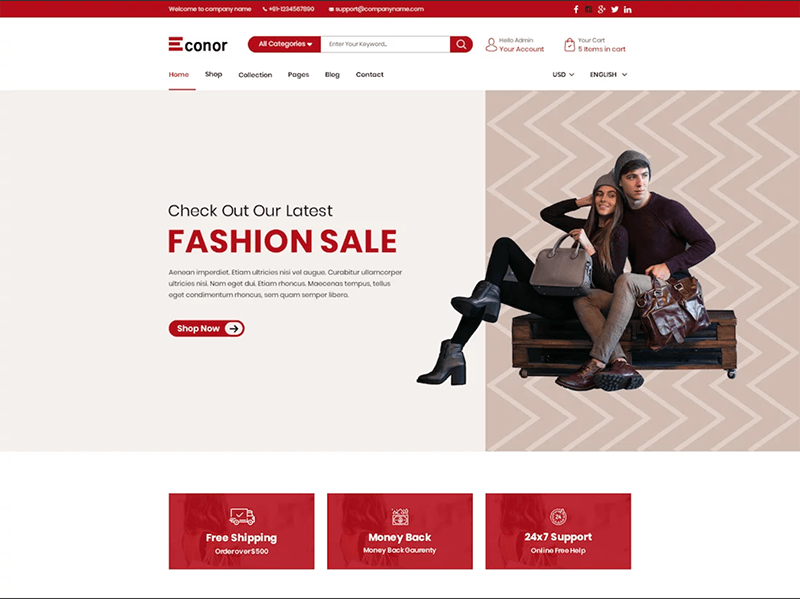 Welcome to company name +91-1234567890 support@companyname.com
Econor
All Categories
Enter Your Keyword..
Hello Admin
Your Account
Your Cart
5 Items in cart
Home Shop Collection Pages Blog Contact
USD ENGLISH
Check Out Our Latest
FASHION SALE
Aenean imperdiet. Etiam ultricies nisi vel augue. Curabitur ullamcorper
ultricies nisi. Nam eget dui. Etiam rhoncus. Maecenas tempus, tellus
eget condimentum rhoncus, sem quam semper libero.
Shop Now
Free Shipping
Order over $500
Money Back
Money Back Gaurenty
24
24x7 Support
Online Free Help